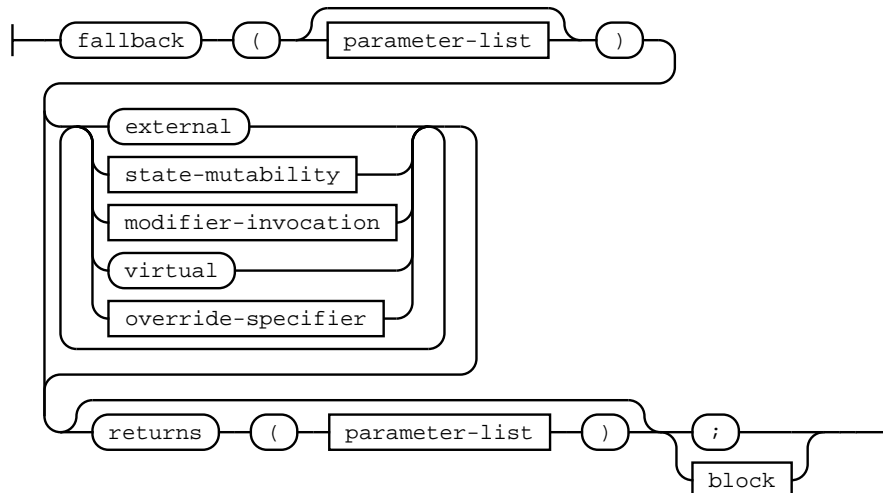 fallback ( parameter-list )
external
state-mutability
modifier-invocation
virtual
override-specifier
returns ( parameter-list ) ;
block